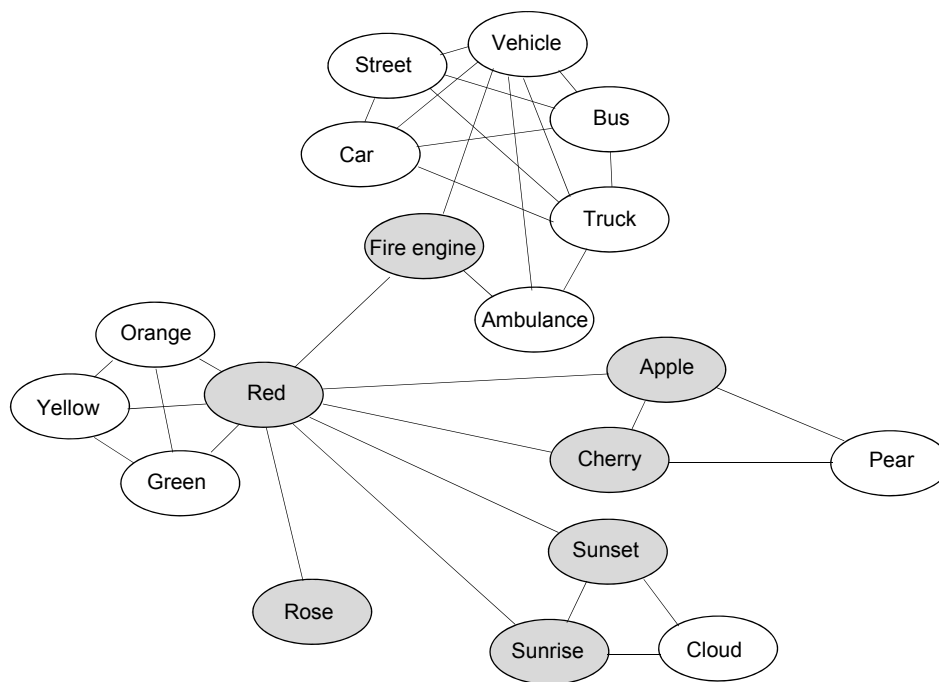 Vehicle
Street
Bus
Car
Truck
Fire engine
Ambulance
Orange
Apple
Red
Yellow
Cherry
Pear
Green
Sunset
Rose
Sunrise
Cloud